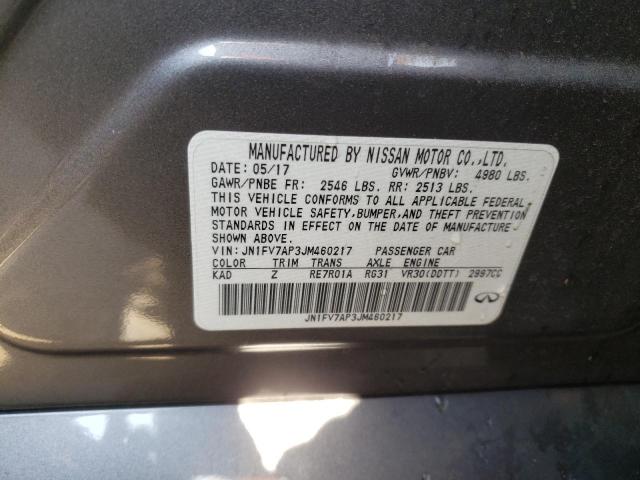 MANUFACTURED BY NISSAN MOTOR CO.,LTD.
DATE: 05/17 GVWR/PNBV: 4980 LBS.
GAWR/PNBE FR: 2546 LBS. RR: 2513 LBS.
THIS VEHICLE CONFORMS TO ALL APPLICABLE FEDERAL
MOTOR VEHICLE SAFETY,BUMPER,AND THEFT PREVENTION
STANDARDS IN EFFECT ON THE DATE OF MANUFACTURE
SHOWN ABOVE.
VIN: JN1FV7AP3JM460217 PASSENGER CAR
COLOR TRIM TRANS AXLE ENGINE
KAD Z RE7R01A RG31 VR30(DDTT) 2997CC
JN1FV7AP3JM460217